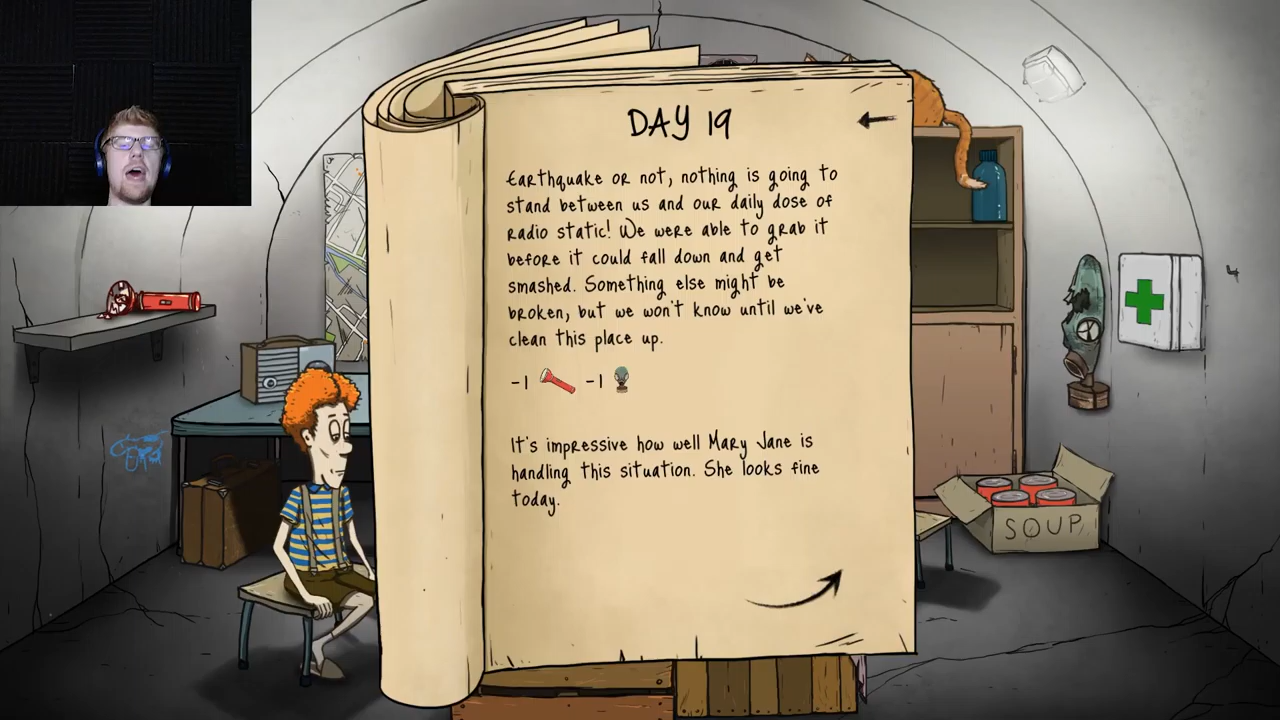 DAY 19
Earthquake or not, nothing is going to
stand between us and our daily dose of
radio static! We were able to grab it
before it could fall down and get
smashed. Something else might be
broken, but we won't know until we've
clean this place up.
-1 -1
It's impressive how well Mary Jane is
handling this situation. She looks fine
today.
SOUP